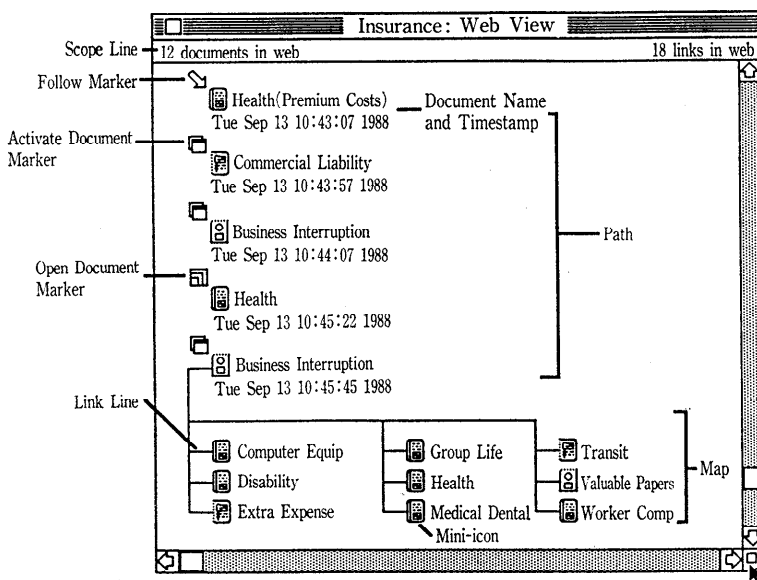 Insurance: Web View
Scope Line
12 documents in web
18 links in web
Follow Marker
Health(Premium Costs)
Document Name
and Timestamp
Tue Sep 13 10:43:07 1988
Activate Document
Marker
Commercial Liability
Tue Sep 13 10:43:57 1988
Business Interruption
Tue Sep 13 10:44:07 1988
Path
Open Document
Marker
Health
Tue Sep 13 10:45:22 1988
Business Interruption
Tue Sep 13 10:45:45 1988
Link Line
Computer Equip
Group Life
Transit
Disability
Health
Valuable Papers
Map
Extra Expense
Medical Dental
Worker Comp
Mini-icon